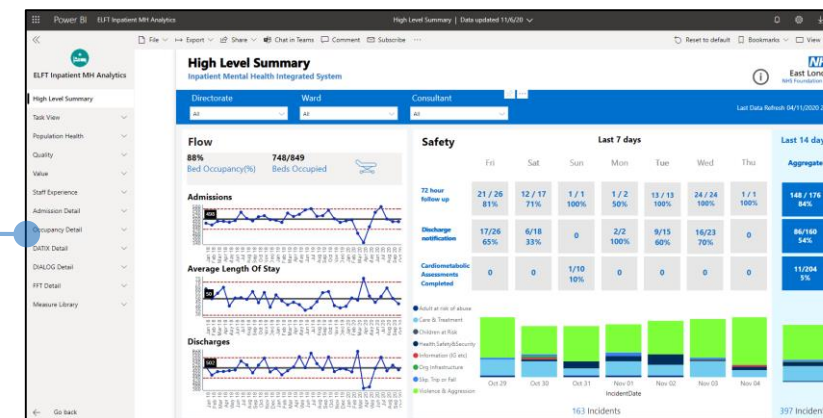 Power BI ELFT Inpatient MH Analytics
High Level Summary | Data updated 11/6/20
File
Export
Share
Chat in Teams
Comment
Subscribe
Reset to default
Bookmarks
View
ELFT Inpatient MH Analytics
High Level Summary
Task View
Population Health
Quality
Value
Staff Experience
Admission Detail
Occupancy Detail
DATIX Detail
DIALOG Detail
FFT Detail
Measure Library
Go back
High Level Summary
Inpatient Mental Health Integrated System
East Lond
NHS Foundation
Directorate Ward Consultant
All All All
Last Data Refresh 04/11/2020 2
Flow
88% 748/849
Bed Occupancy(%) Beds Occupied
Admissions
Average Length Of Stay
Discharges
Safety
Last 7 days
Last 14 day
Fri Sat Sun Mon Tue Wed Thu Aggregate
72 hour follow up
21 / 26 12 / 17 1 / 1 1 / 2 13 / 13 24 / 24 1 / 1 148 / 176
81% 71% 100% 50% 100% 100% 100% 84%
Discharge notification
17/26 6/18 0 2/2 9/15 16/23 0 86/160
65% 33% 100% 60% 70% 54%
Cardiometabolic Assessments Completed
0 0 1/10 0 0 0 0 11/204
10% 5%
Adult at risk of abuse
Care & Treatment
Children at Risk
Health,Safety&Security
Information (IG etc)
Org Infrastructure
Slip, Trip or Fall
Violence & Aggression
Oct 29 Oct 30 Oct 31 Nov 01 Nov 02 Nov 03 Nov 04
IncidentDate
163 Incidents
397 Inciden